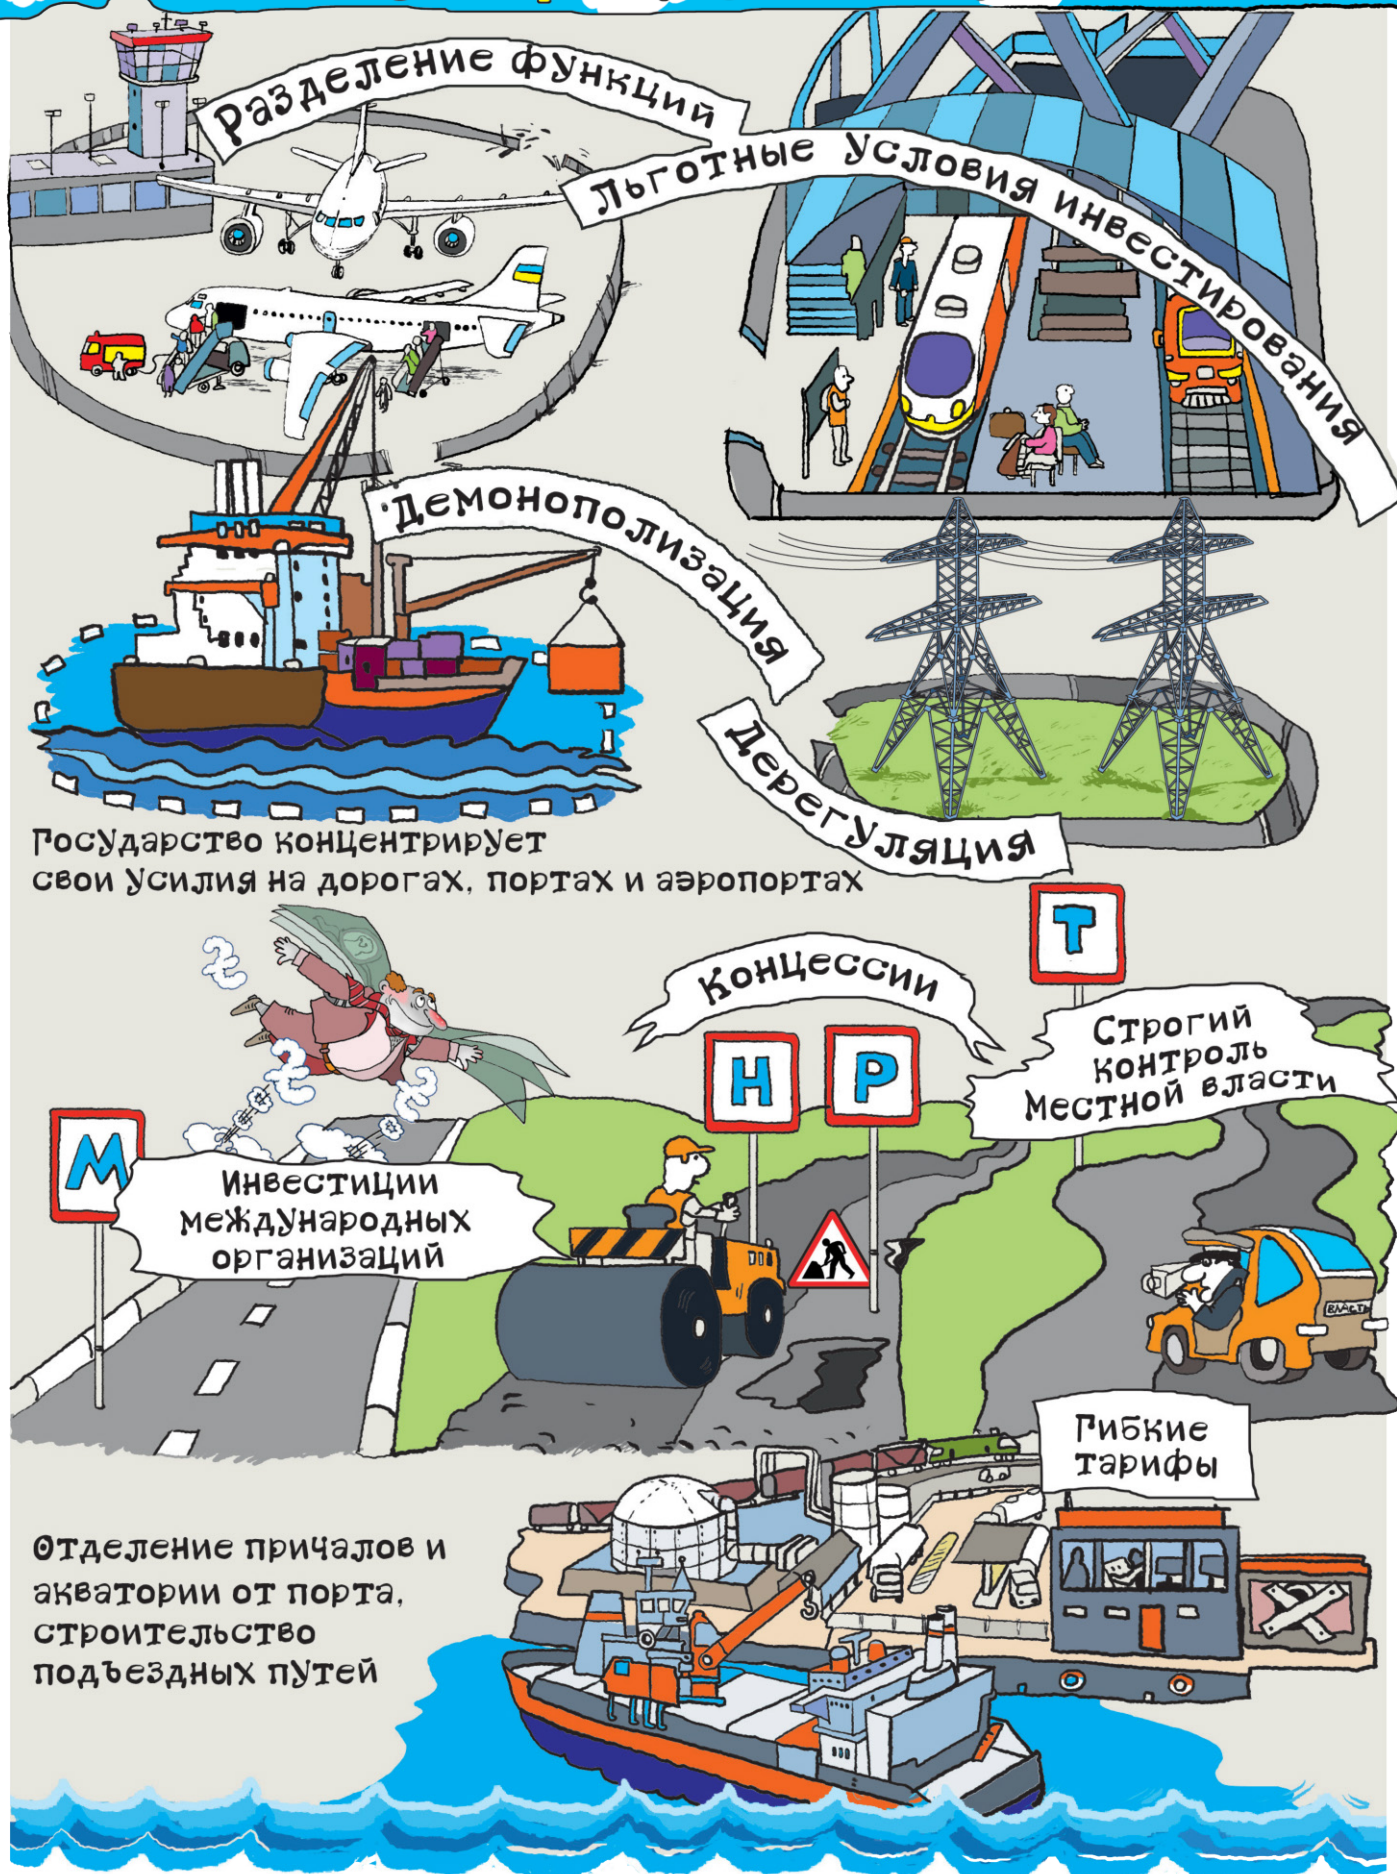 Разделение функций
Льготные условия инвестирования
Демонополизация
Дерегуляция
Государство концентрирует
свои усилия на дорогах, портах и аэропортах
Концессии
Т
Строгий
контроль
местной власти
Н
Р
М
Инвестиции
международных
организаций
ВЛАСТЬ
Гибкие
тарифы
Отделение причалов и
акватории от порта,
строительство
подъездных путей